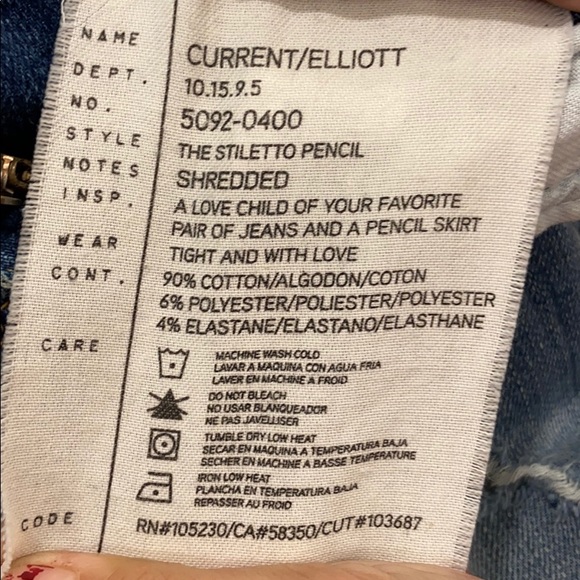 NAME CURRENT/ELLIOTT
DEPT. 10.15.9.5
NO. 5092-0400
STYLE THE STILETTO PENCIL
NOTES SHREDDED
INSP. A LOVE CHILD OF YOUR FAVORITE
PAIR OF JEANS AND A PENCIL SKIRT
WEAR TIGHT AND WITH LOVE
CONT. 90% COTTON/ALGODON/COTON
6% POLYESTER/POLIESTER/POLYESTER
4% ELASTANE/ELASTANO/ELASTHANE
CARE MACHINE WASH COLD
LAVAR A MAQUINA CON AGUA FRIA
LAVER EN MACHINE A FROID
DO NOT BLEACH
NO USAR BLANQUEADOR
NE PAS JAVELLISER
TUMBLE DRY LOW HEAT
SECAR EN MAQUINA A TEMPERATURA BAJA
SECHER EN MACHINE A BASSE TEMPERATURE
IRON LOW HEAT
PLANCHA EN TEMPERATURA BAJA
REPASSER AU FROID
CODE RN#105230/CA#58350/CUT#103687